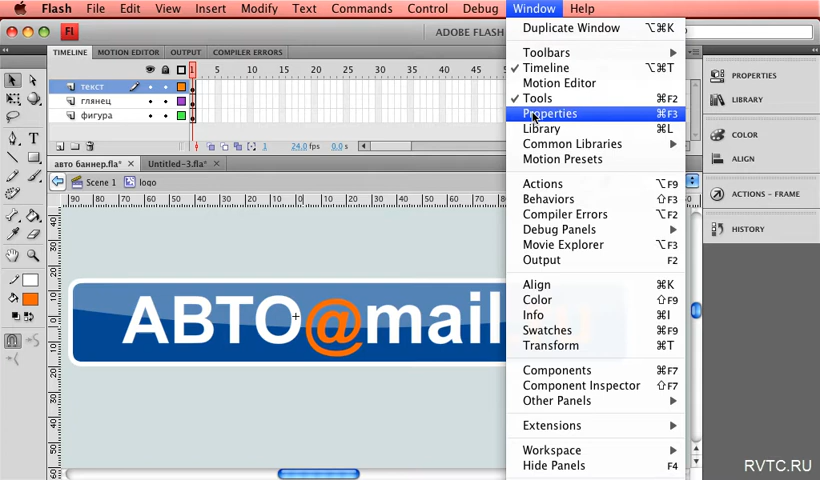 Flash File Edit View Insert Modify Text Commands Control Debug Window Help
ADOBE FLASH
TIMELINE MOTION EDITOR OUTPUT COMPILER ERRORS
5 10 15 20 25 30 35 40 45
текст
глянец
фигура
1 24.0 fps 0.0s
авто баннер.fla* Untitled-3.fla*
Scene 1 logo
АВТО@mail
Duplicate Window ⌥⌘K
Toolbars
Timeline ⌥⌘T
Motion Editor
Tools ⌘F2
Properties ⌘F3
Library ⌘L
Common Libraries
Motion Presets
Actions ⌥F9
Behaviors ⇧F3
Compiler Errors ⌥F2
Debug Panels
Movie Explorer ⌥F3
Output F2
Align ⌘K
Color ⇧F9
Info ⌘I
Swatches ⌘F9
Transform ⌘T
Components ⌘F7
Component Inspector ⇧F7
Other Panels
Extensions
Workspace
Hide Panels F4
PROPERTIES
LIBRARY
COLOR
ALIGN
ACTIONS - FRAME
HISTORY
RVTC.RU